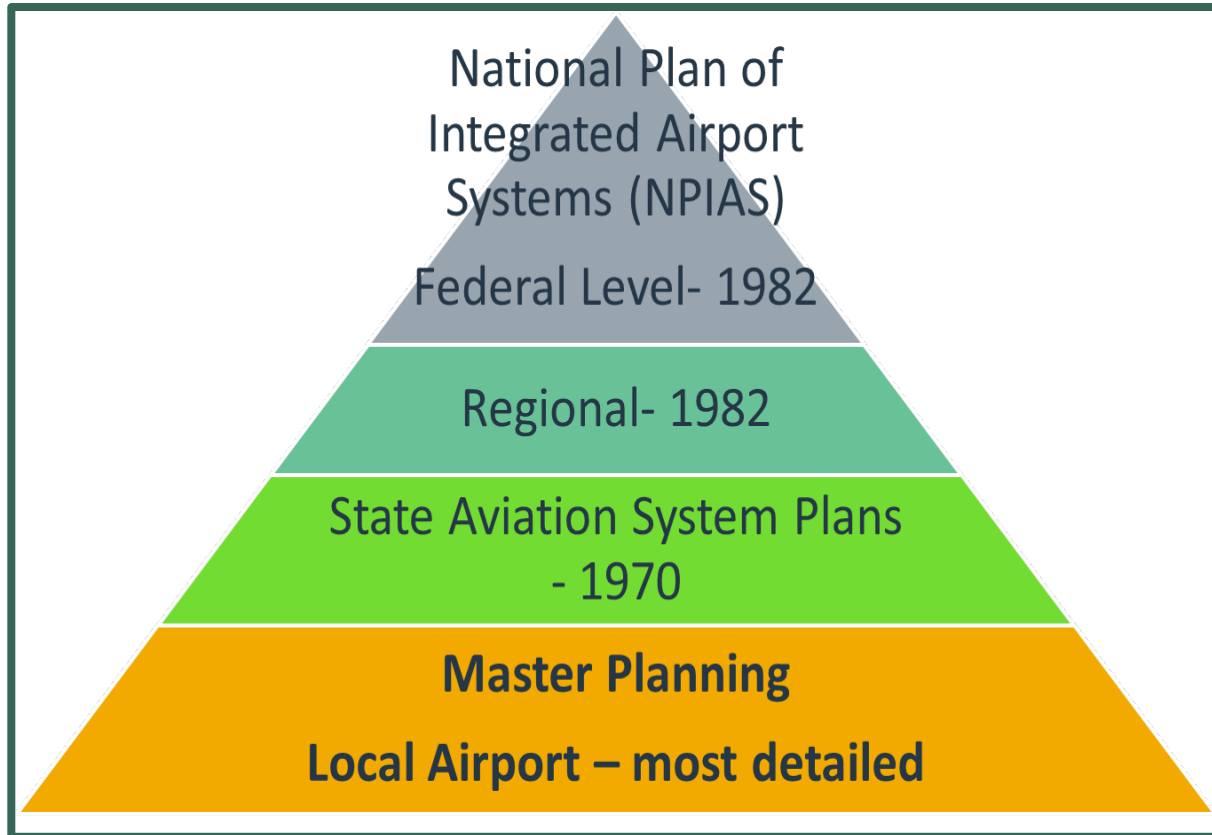 National Plan of
Integrated Airport
Systems (NPIAS)
Federal Level- 1982
Regional- 1982
State Aviation System Plans
- 1970
Master Planning
Local Airport – most detailed